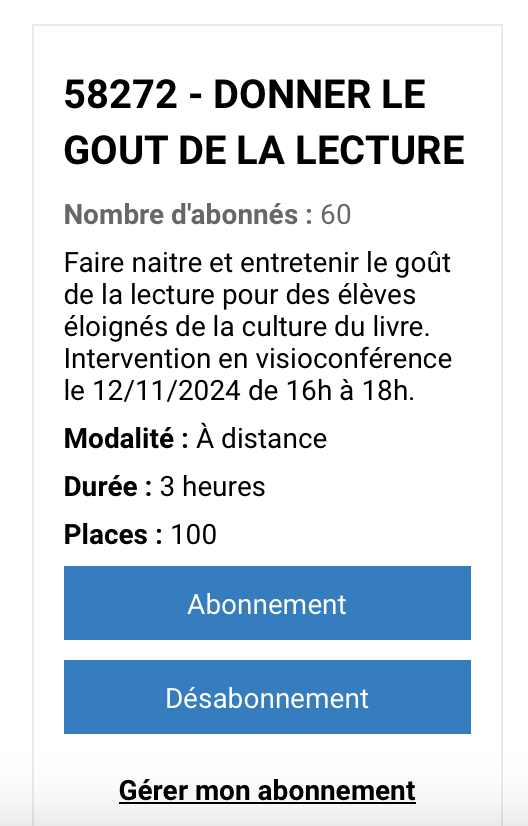 58272 - DONNER LE
GOUT DE LA LECTURE
Nombre d'abonnés : 60
Faire naitre et entretenir le goût
de la lecture pour des élèves
éloignés de la culture du livre.
Intervention en visioconférence
le 12/11/2024 de 16h à 18h.
Modalité : À distance
Durée : 3 heures
Places : 100
Abonnement
Désabonnement
Gérer mon abonnement